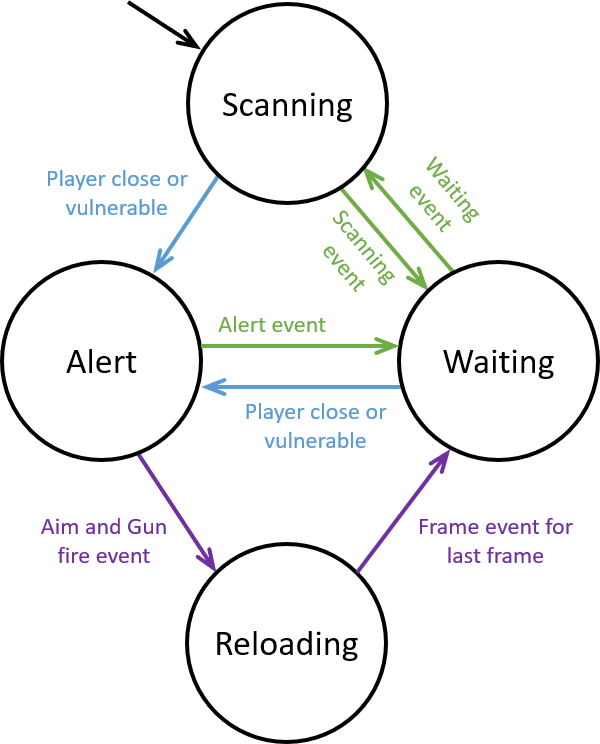 Scanning
Player close or
vulnerable
Waiting
event
Scanning
event
Alert event
Alert
Waiting
Player close or
vulnerable
Aim and Gun
fire event
Frame event for
last frame
Reloading